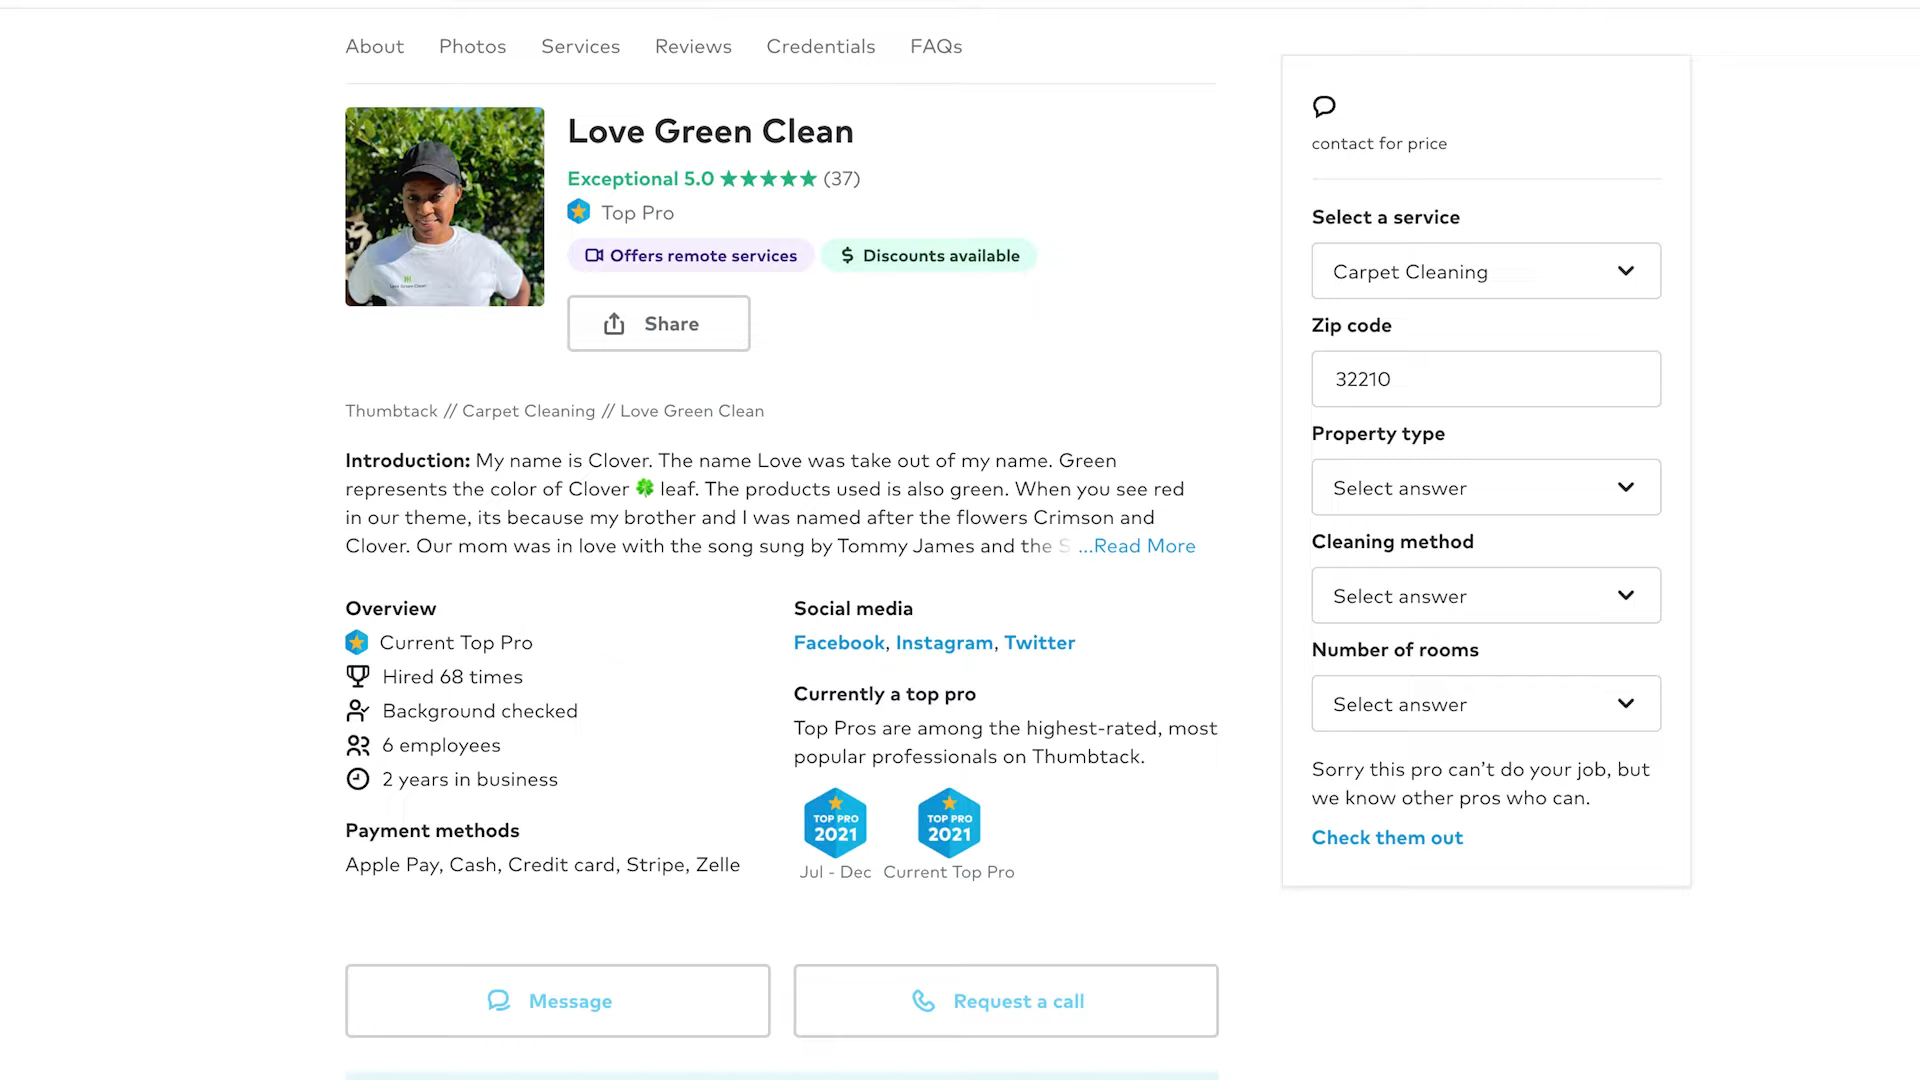 About Photos Services Reviews Credentials FAQs
Love Green Clean
Exceptional 5.0 ★★★★★ (37)
Top Pro
Offers remote services
$ Discounts available
Share
Thumbtack // Carpet Cleaning // Love Green Clean
Introduction: My name is Clover. The name Love was take out of my name. Green
represents the color of Clover 🍀 leaf. The products used is also green. When you see red
in our theme, its because my brother and I was named after the flowers Crimson and
Clover. Our mom was in love with the song sung by Tommy James and the S ...Read More
Overview
Current Top Pro
Hired 68 times
Background checked
6 employees
2 years in business
Payment methods
Apple Pay, Cash, Credit card, Stripe, Zelle
Social media
Facebook, Instagram, Twitter
Currently a top pro
Top Pros are among the highest-rated, most
popular professionals on Thumbtack.
TOP PRO
2021
Jul - Dec
TOP PRO
2021
Current Top Pro
Message
Request a call
contact for price
Select a service
Carpet Cleaning
Zip code
32210
Property type
Select answer
Cleaning method
Select answer
Number of rooms
Select answer
Sorry this pro can't do your job, but
we know other pros who can.
Check them out